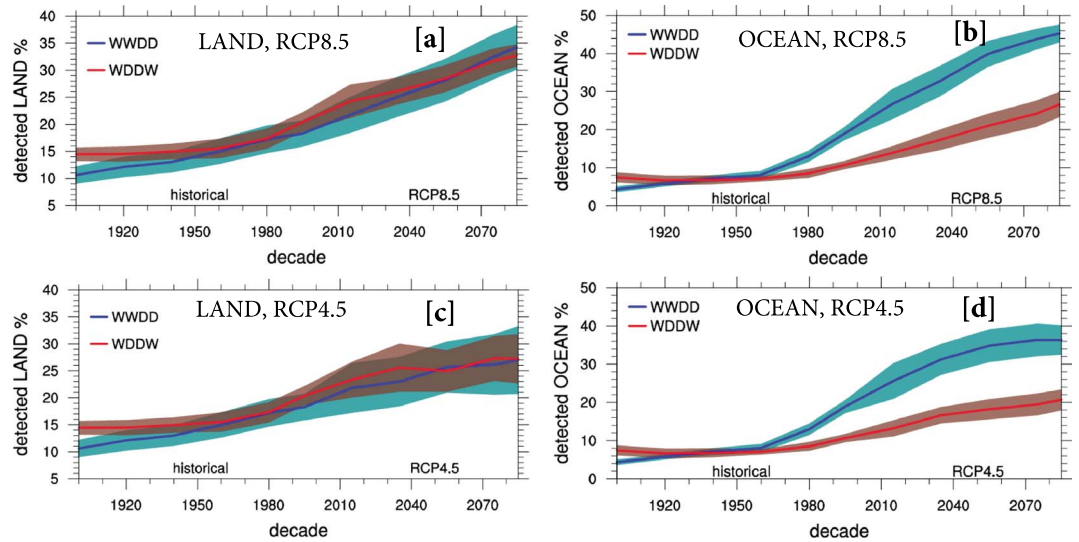 LAND, RCP8.5 [a]
WWDD
WDDW
detected LAND %
40
35
30
25
20
15
10
5
historical
RCP8.5
1920 1950 1980 2010 2040 2070
decade
OCEAN, RCP8.5 [b]
WWDD
WDDW
detected OCEAN %
50
40
30
20
10
0
historical
RCP8.5
1920 1950 1980 2010 2040 2070
decade
LAND, RCP4.5 [c]
WWDD
WDDW
detected LAND %
40
35
30
25
20
15
10
5
historical
RCP4.5
1920 1950 1980 2010 2040 2070
decade
OCEAN, RCP4.5 [d]
WWDD
WDDW
detected OCEAN %
50
40
30
20
10
0
historical
RCP4.5
1920 1950 1980 2010 2040 2070
decade